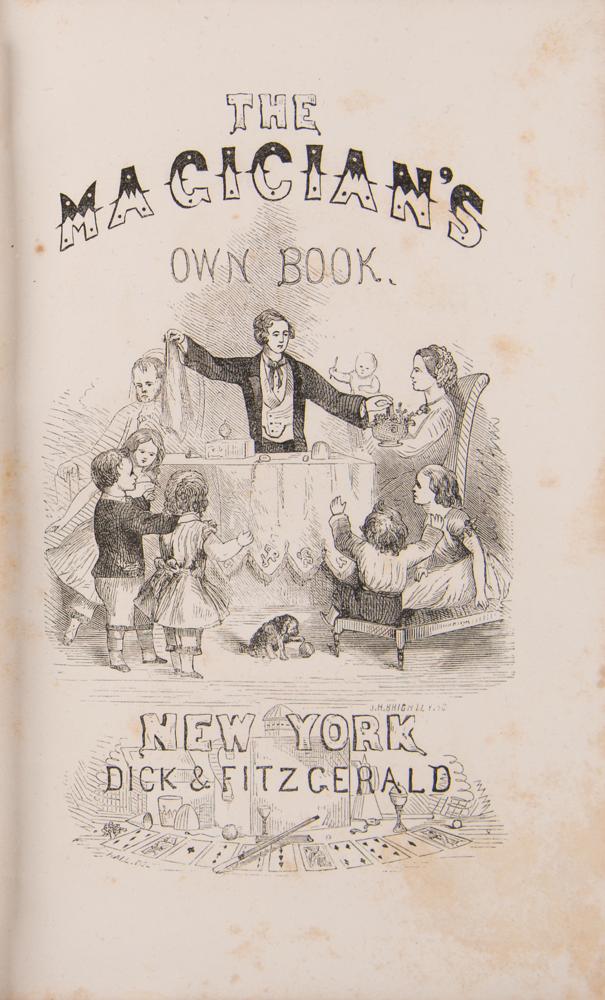 THE
MAGICIAN'S
OWN BOOK.
NEW YORK
DICK & FITZGERALD